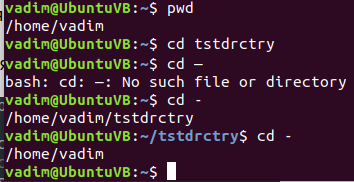 vadim@UbuntuVB:~$ pwd
/home/vadim
vadim@UbuntuVB:~$ cd tstdrctry
vadim@UbuntuVB:~$ cd –
bash: cd: –: No such file or directory
vadim@UbuntuVB:~$ cd -
/home/vadim/tstdrctry
vadim@UbuntuVB:~/tstdrctry$ cd -
/home/vadim
vadim@UbuntuVB:~$